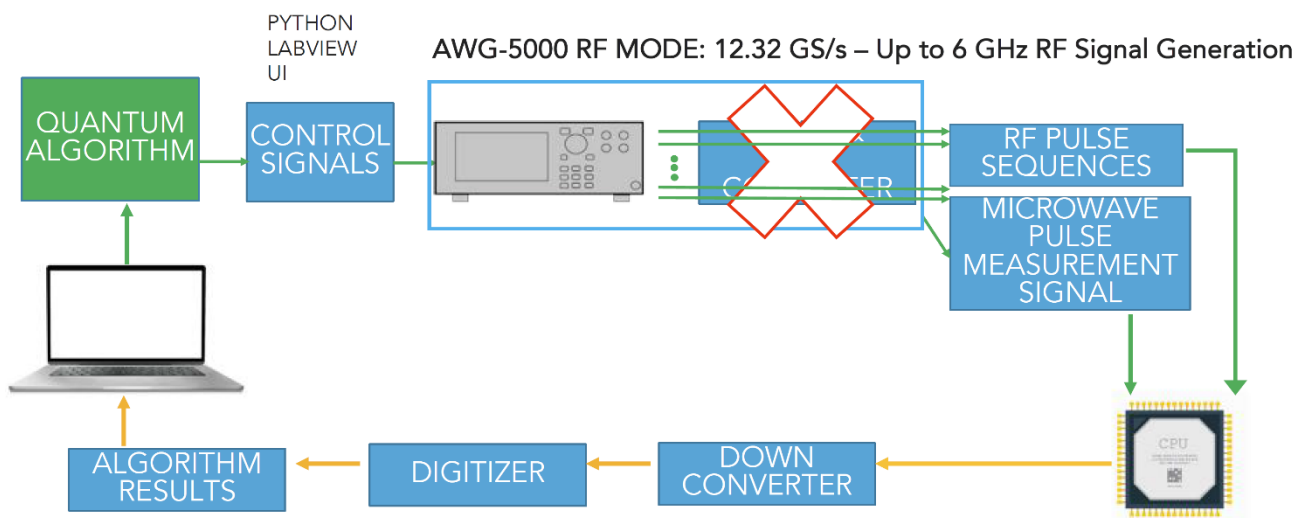 PYTHON
LABVIEW
UI
AWG-5000 RF MODE: 12.32 GS/s – Up to 6 GHz RF Signal Generation
QUANTUM
ALGORITHM
CONTROL
SIGNALS
RF PULSE
SEQUENCES
MICROWAVE
PULSE
MEASUREMENT
SIGNAL
CPU
ALGORITHM
RESULTS
DIGITIZER
DOWN
CONVERTER